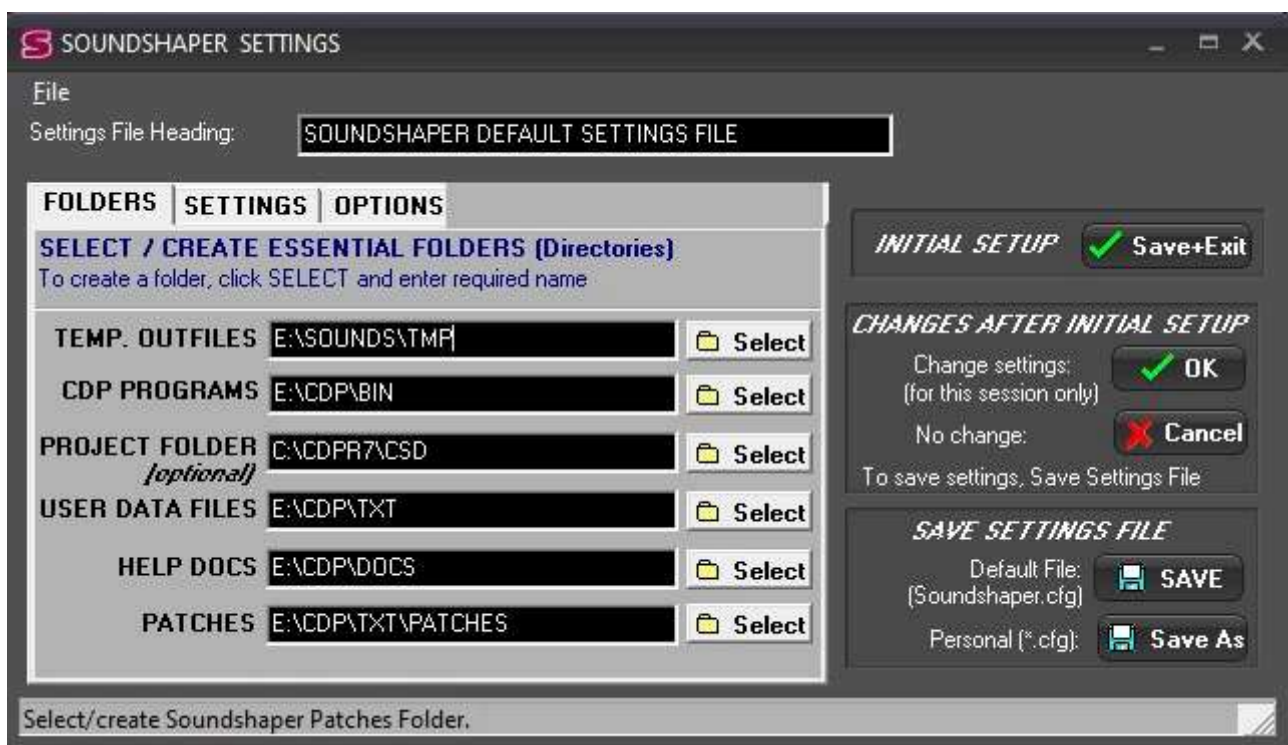 SOUNDSHAPER SETTINGS
File
Settings File Heading: SOUNDSHAPER DEFAULT SETTINGS FILE
FOLDERS SETTINGS OPTIONS
SELECT / CREATE ESSENTIAL FOLDERS (Directories)
To create a folder, click SELECT and enter required name
TEMP. OUTFILES E:\SOUNDS\TMP Select
CDP PROGRAMS E:\CDP\BIN Select
PROJECT FOLDER C:\CDPR7\CSD Select
(optional)
USER DATA FILES E:\CDP\TXT Select
HELP DOCS E:\CDP\DOCS Select
PATCHES E:\CDP\TXT\PATCHES Select
INITIAL SETUP Save+Exit
CHANGES AFTER INITIAL SETUP
Change settings: OK
(for this session only)
No change: Cancel
To save settings, Save Settings File
SAVE SETTINGS FILE
Default File: SAVE
(Soundshaper.cfg)
Personal (*.cfg): Save As
Select/create Soundshaper Patches Folder.